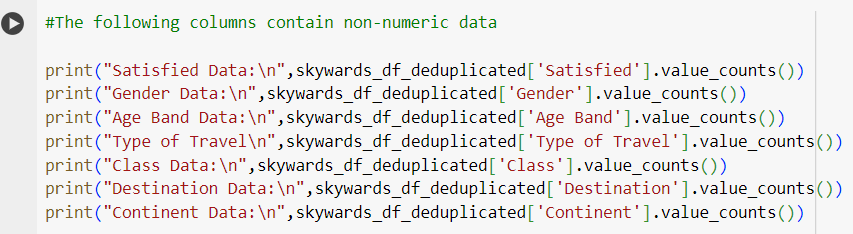 #The following columns contain non-numeric data
print("Satisfied Data:\n",skywards_df_deduplicated['Satisfied'].value_counts())
print("Gender Data:\n",skywards_df_deduplicated['Gender'].value_counts())
print("Age Band Data:\n",skywards_df_deduplicated['Age Band'].value_counts())
print("Type of Travel\n",skywards_df_deduplicated['Type of Travel'].value_counts())
print("Class Data:\n",skywards_df_deduplicated['Class'].value_counts())
print("Destination Data:\n",skywards_df_deduplicated['Destination'].value_counts())
print("Continent Data:\n",skywards_df_deduplicated['Continent'].value_counts())